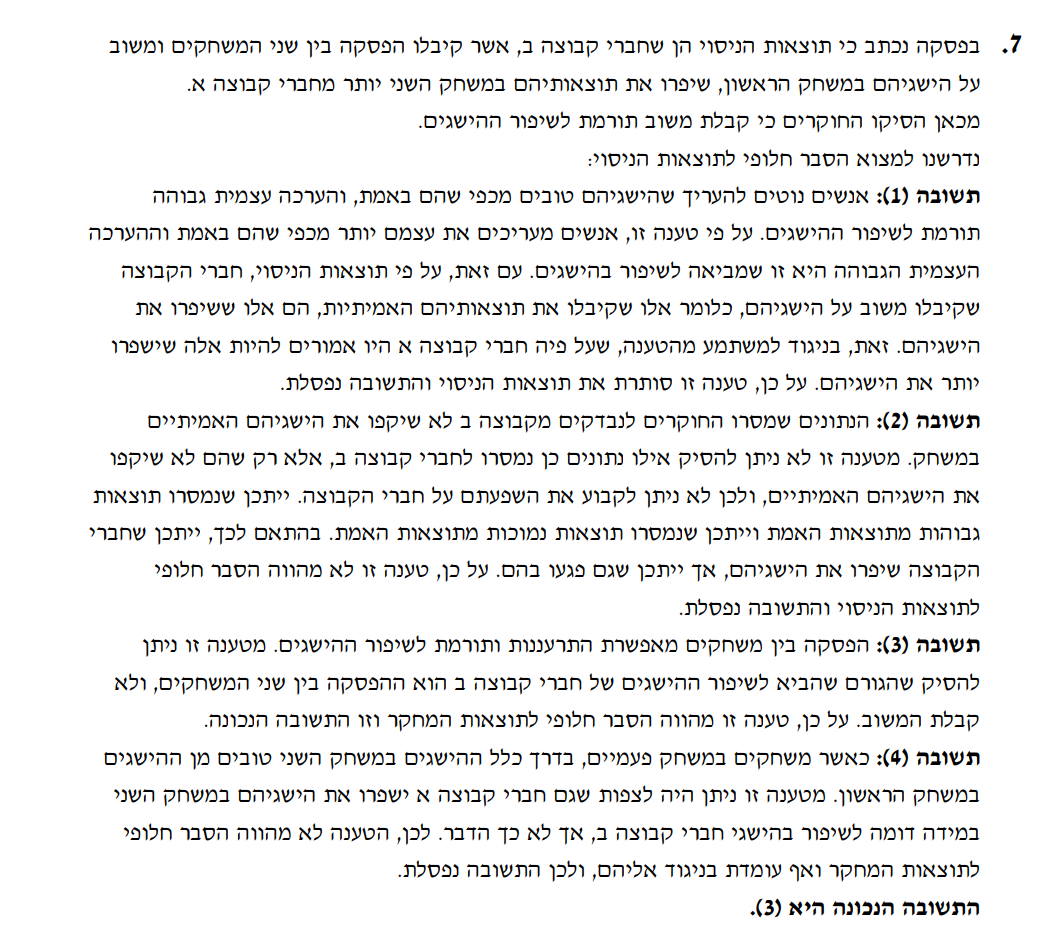 7. בפסקה נכתב כי תוצאות הניסוי הן שחברי קבוצה ב, אשר קיבלו הפסקה בין שני המשחקים ומשוב
על הישגיהם במשחק הראשון, שיפרו את תוצאותיהם במשחק השני יותר מחברי קבוצה א.
מכאן הסיקו החוקרים כי קבלת משוב תורמת לשיפור ההישגים.
נדרשנו למצוא הסבר חלופי לתוצאות הניסוי:
תשובה (1): אנשים נוטים להעריך שהישגיהם טובים מכפי שהם באמת, והערכה עצמית גבוהה
תורמת לשיפור ההישגים. על פי טענה זו, אנשים מעריכים את עצמם יותר מכפי שהם באמת וההערכה
העצמית הגבוהה היא זו שמביאה לשיפור בהישגים. עם זאת, על פי תוצאות הניסוי, חברי הקבוצה
שקיבלו משוב על הישגיהם, כלומר אלו שקיבלו את תוצאותיהם האמיתיות, הם אלו ששיפרו את
הישגיהם. זאת, בניגוד למשתמע מהטענה, שעל פיה חברי קבוצה א היו אמורים להיות אלה שישפרו
יותר את הישגיהם. על כן, טענה זו סותרת את תוצאות הניסוי והתשובה נפסלת.
תשובה (2): הנתונים שמסרו החוקרים לנבדקים מקבוצה ב לא שיקפו את הישגיהם האמיתיים
במשחק. מטענה זו לא ניתן להסיק אילו נתונים כן נמסרו לחברי קבוצה ב, אלא רק שהם לא שיקפו
את הישגיהם האמיתיים, ולכן לא ניתן לקבוע את השפעתם על חברי הקבוצה. ייתכן שנמסרו תוצאות
גבוהות מתוצאות האמת וייתכן שנמסרו תוצאות נמוכות מתוצאות האמת. בהתאם לכך, ייתכן שחברי
הקבוצה שיפרו את הישגיהם, אך ייתכן שגם פגעו בהם. על כן, טענה זו לא מהווה הסבר חלופי
לתוצאות הניסוי והתשובה נפסלת.
תשובה (3): הפסקה בין משחקים מאפשרת התרעננות ותורמת לשיפור ההישגים. מטענה זו ניתן
להסיק שהגורם שהביא לשיפור ההישגים של חברי קבוצה ב הוא ההפסקה בין שני המשחקים, ולא
קבלת המשוב. על כן, טענה זו מהווה הסבר חלופי לתוצאות המחקר וזו התשובה הנכונה.
תשובה (4): כאשר משחקים במשחק פעמיים, בדרך כלל ההישגים במשחק השני טובים מן ההישגים
במשחק הראשון. מטענה זו ניתן היה לצפות שגם חברי קבוצה א ישפרו את הישגיהם במשחק השני
במידה דומה לשיפור בהישגי חברי קבוצה ב, אך לא כך הדבר. לכן, הטענה לא מהווה הסבר חלופי
לתוצאות המחקר ואף עומדת בניגוד אליהם, ולכן התשובה נפסלת.
התשובה הנכונה היא (3).